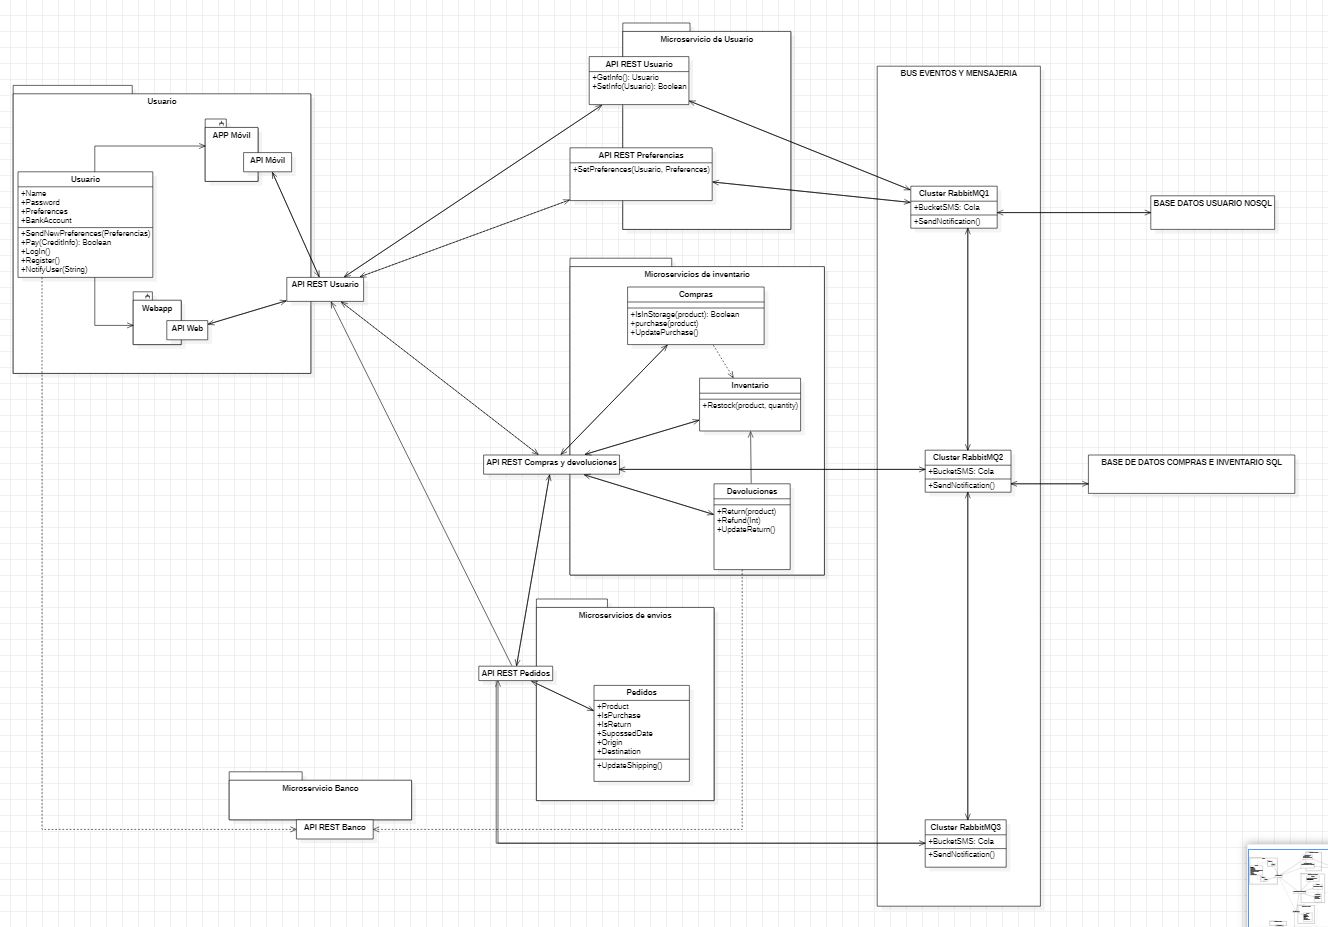 Usuario
APP Móvil
API Móvil
Usuario
+Name
+Password
+Preferences
+BankAccount
+SendNewPreferences(Preferencias)
+Pay(CreditInfo): Boolean
+LogIn()
+Register()
+NotifyUser(String)
Webapp
API Web
API REST Usuario
Microservicio de Usuario
API REST Usuario
+GetInfo(): Usuario
+SetInfo(Usuario): Boolean
API REST Preferencias
+SetPreferences(Usuario, Preferences)
Microservicios de inventario
Compras
+IsInStorage(product): Boolean
+purchase(product)
+UpdatePurchase()
Inventario
+Restock(product, quantity)
API REST Compras y devoluciones
Devoluciones
+Return(product)
+Refund(Int)
+UpdateReturn()
Microservicios de envios
API REST Pedidos
Pedidos
+Product
+IsPurchase
+IsReturn
+SupossedDate
+Origin
+Destination
+UpdateShipping()
Microservicio Banco
API REST Banco
BUS EVENTOS Y MENSAJERIA
Cluster RabbitMQ1
+BucketSMS: Cola
+SendNotification()
BASE DATOS USUARIO NOSQL
Cluster RabbitMQ2
+BucketSMS: Cola
+SendNotification()
BASE DE DATOS COMPRAS E INVENTARIO SQL
Cluster RabbitMQ3
+BucketSMS: Cola
+SendNotification()